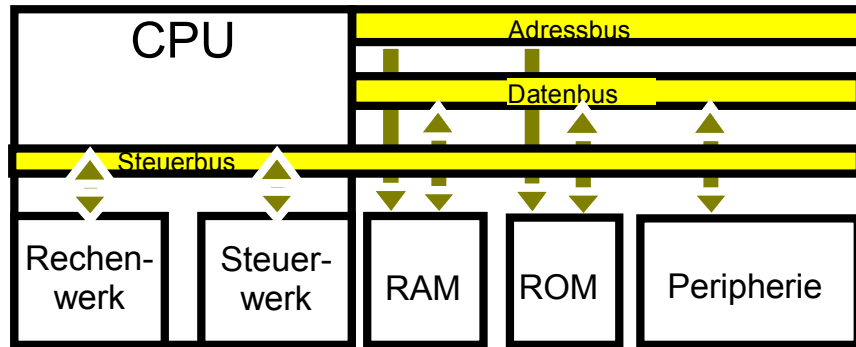 CPU
Adressbus
Datenbus
Steuerbus
Rechen-
werk
Steuer-
werk
RAM
ROM
Peripherie